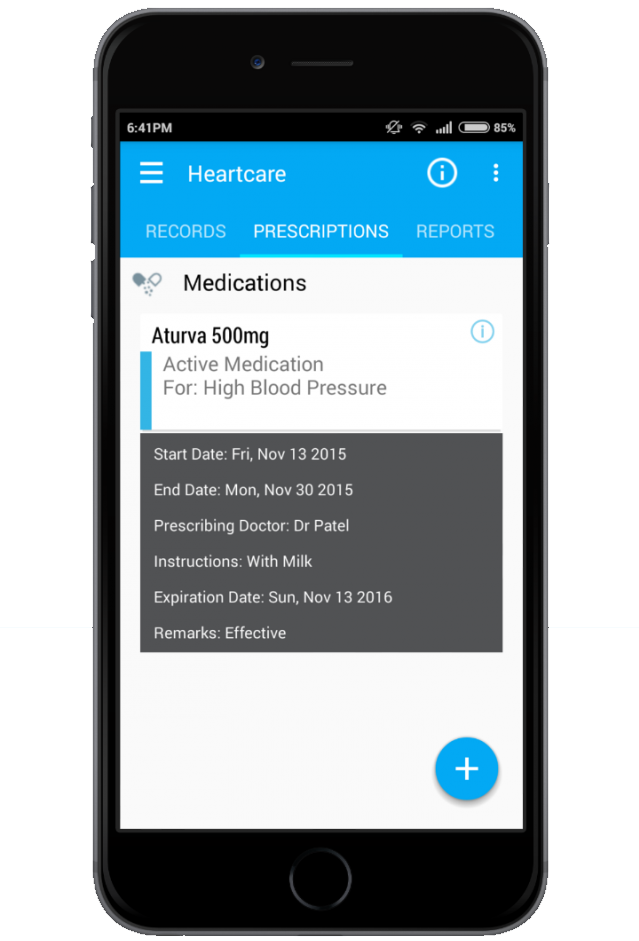 6:41PM 85%
Heartcare
RECORDS PRESCRIPTIONS REPORTS
Medications
Aturva 500mg
Active Medication
For: High Blood Pressure
Start Date: Fri, Nov 13 2015
End Date: Mon, Nov 30 2015
Prescribing Doctor: Dr Patel
Instructions: With Milk
Expiration Date: Sun, Nov 13 2016
Remarks: Effective